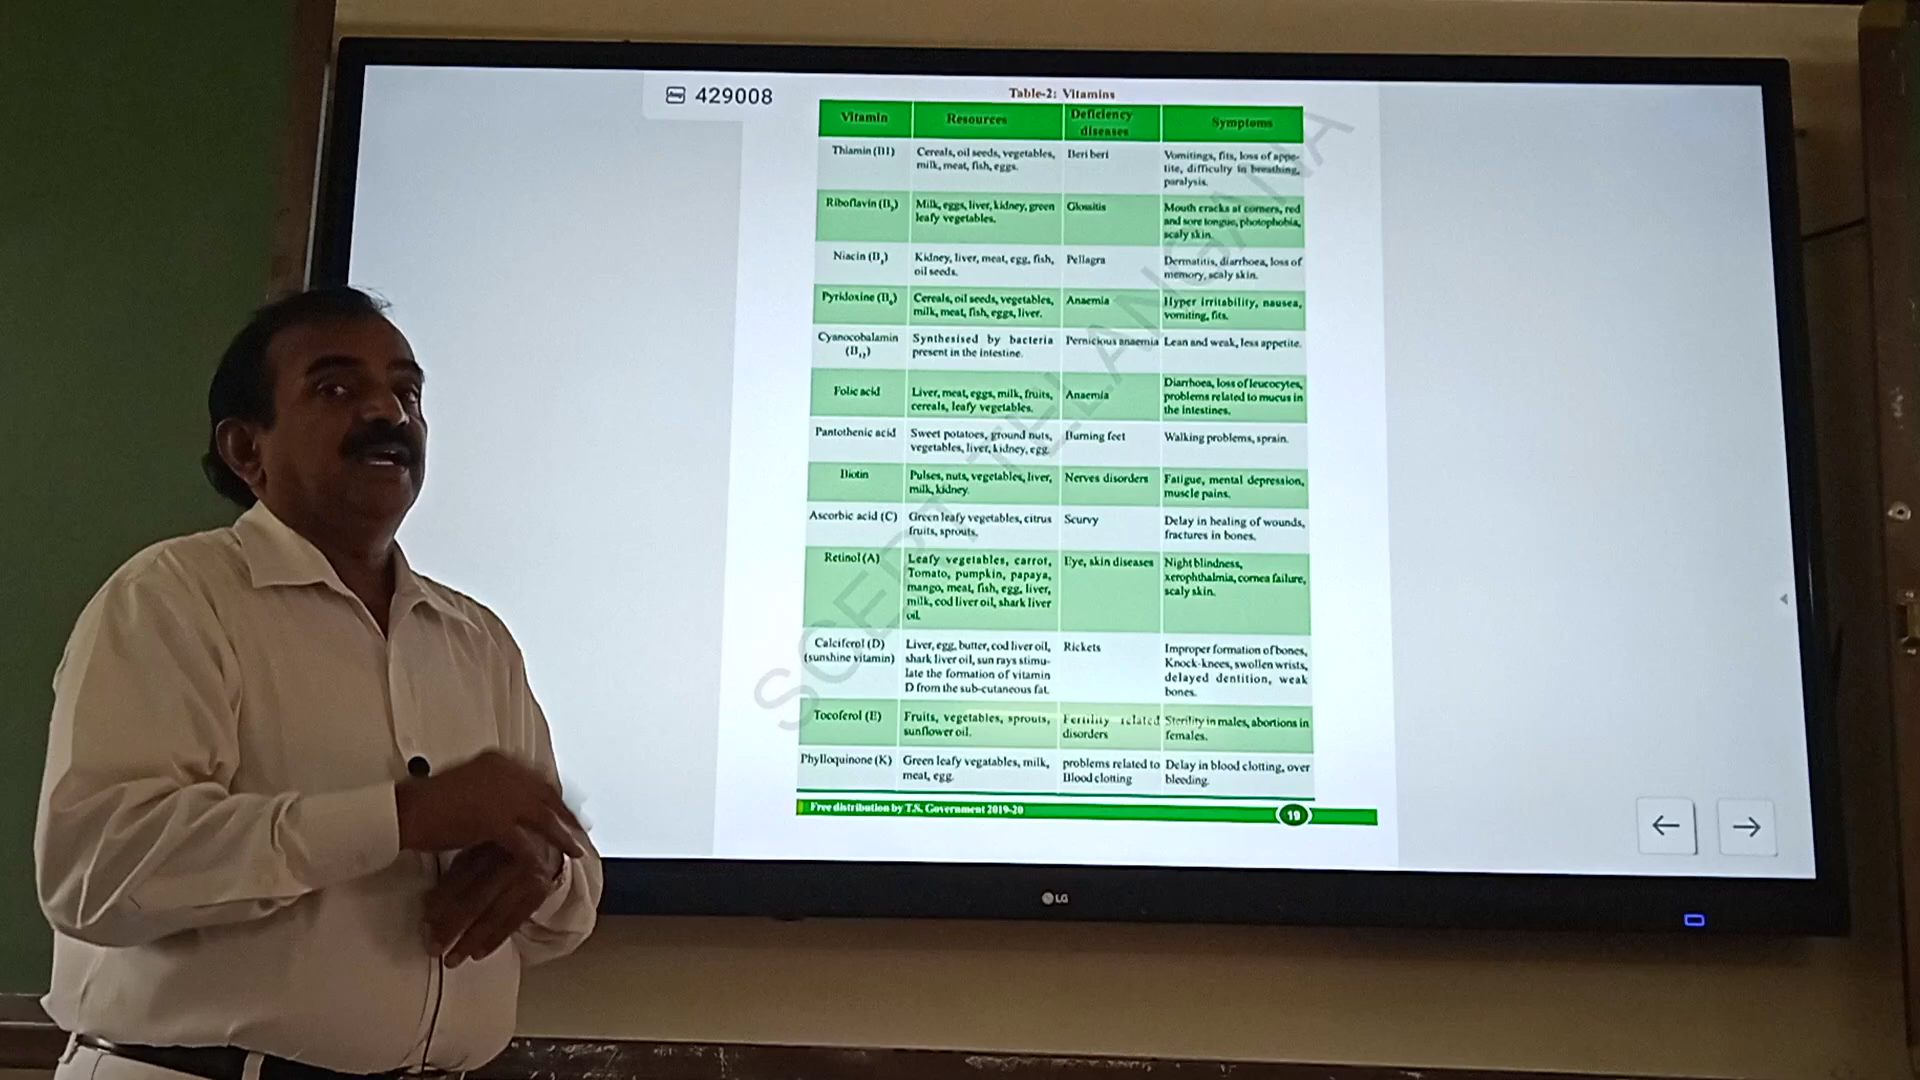 429008
Table-2: Vitamins
Vitamin Resources Deficiency diseases Symptoms
Thiamin (B1) Cereals, oil seeds, vegetables, Beri beri Vomitings, fits, loss of appe-
milk, meat, fish, eggs. tite, difficulty in breathing,
paralysis.
Riboflavin (B₂) Milk, eggs, liver, kidney, green Glossitis Mouth cracks at corners, red
leafy vegetables. and sore tongue, photophobia,
scaly skin.
Niacin (B₃) Kidney, liver, meat, egg, fish, Pellagra Dermatitis, diarrhoea, loss of
oil seeds. memory, scaly skin.
Pyridoxine (B₆) Cereals, oil seeds, vegetables, Anaemia Hyper irritability, nausea,
milk, meat, fish, eggs, liver. vomiting, fits.
Cyanocobalamin Synthesised by bacteria Pernicious anaemia Lean and weak, less appetite.
(B₁₂) present in the intestine.
Folic acid Liver, meat, eggs, milk, fruits, Anaemia Diarrhoea, loss of leucocytes,
cereals, leafy vegetables. problems related to mucus in
the intestines.
Pantothenic acid Sweet potatoes, ground nuts, Burning feet Walking problems, sprain.
vegetables, liver, kidney, egg.
Biotin Pulses, nuts, vegetables, liver, Nerves disorders Fatigue, mental depression,
milk, kidney. muscle pains.
Ascorbic acid (C) Green leafy vegetables, citrus Scurvy Delay in healing of wounds,
fruits, sprouts. fractures in bones.
Retinol (A) Leafy vegetables, carrot, Eye, skin diseases Night blindness,
Tomato, pumpkin, papaya, xerophthalmia, cornea failure,
mango, meat, fish, egg, liver, scaly skin.
milk, cod liver oil, shark liver
oil.
Calciferol (D) Liver, egg, butter, cod liver oil, Rickets Improper formation of bones,
(sunshine vitamin) shark liver oil, sun rays stimu- Knock-knees, swollen wrists,
late the formation of vitamin delayed dentition, weak
D from the sub-cutaneous fat. bones.
Tocoferol (E) Fruits, vegetables, sprouts, Fertility related Sterility in males, abortions in
sunflower oil. disorders females.
Phylloquinone (K) Green leafy vegatables, milk, problems related to Delay in blood clotting, over
meat, egg. Blood clotting bleeding.
Free distribution by T.S. Government 2019-20 19
SCERT TELANGANA
LG